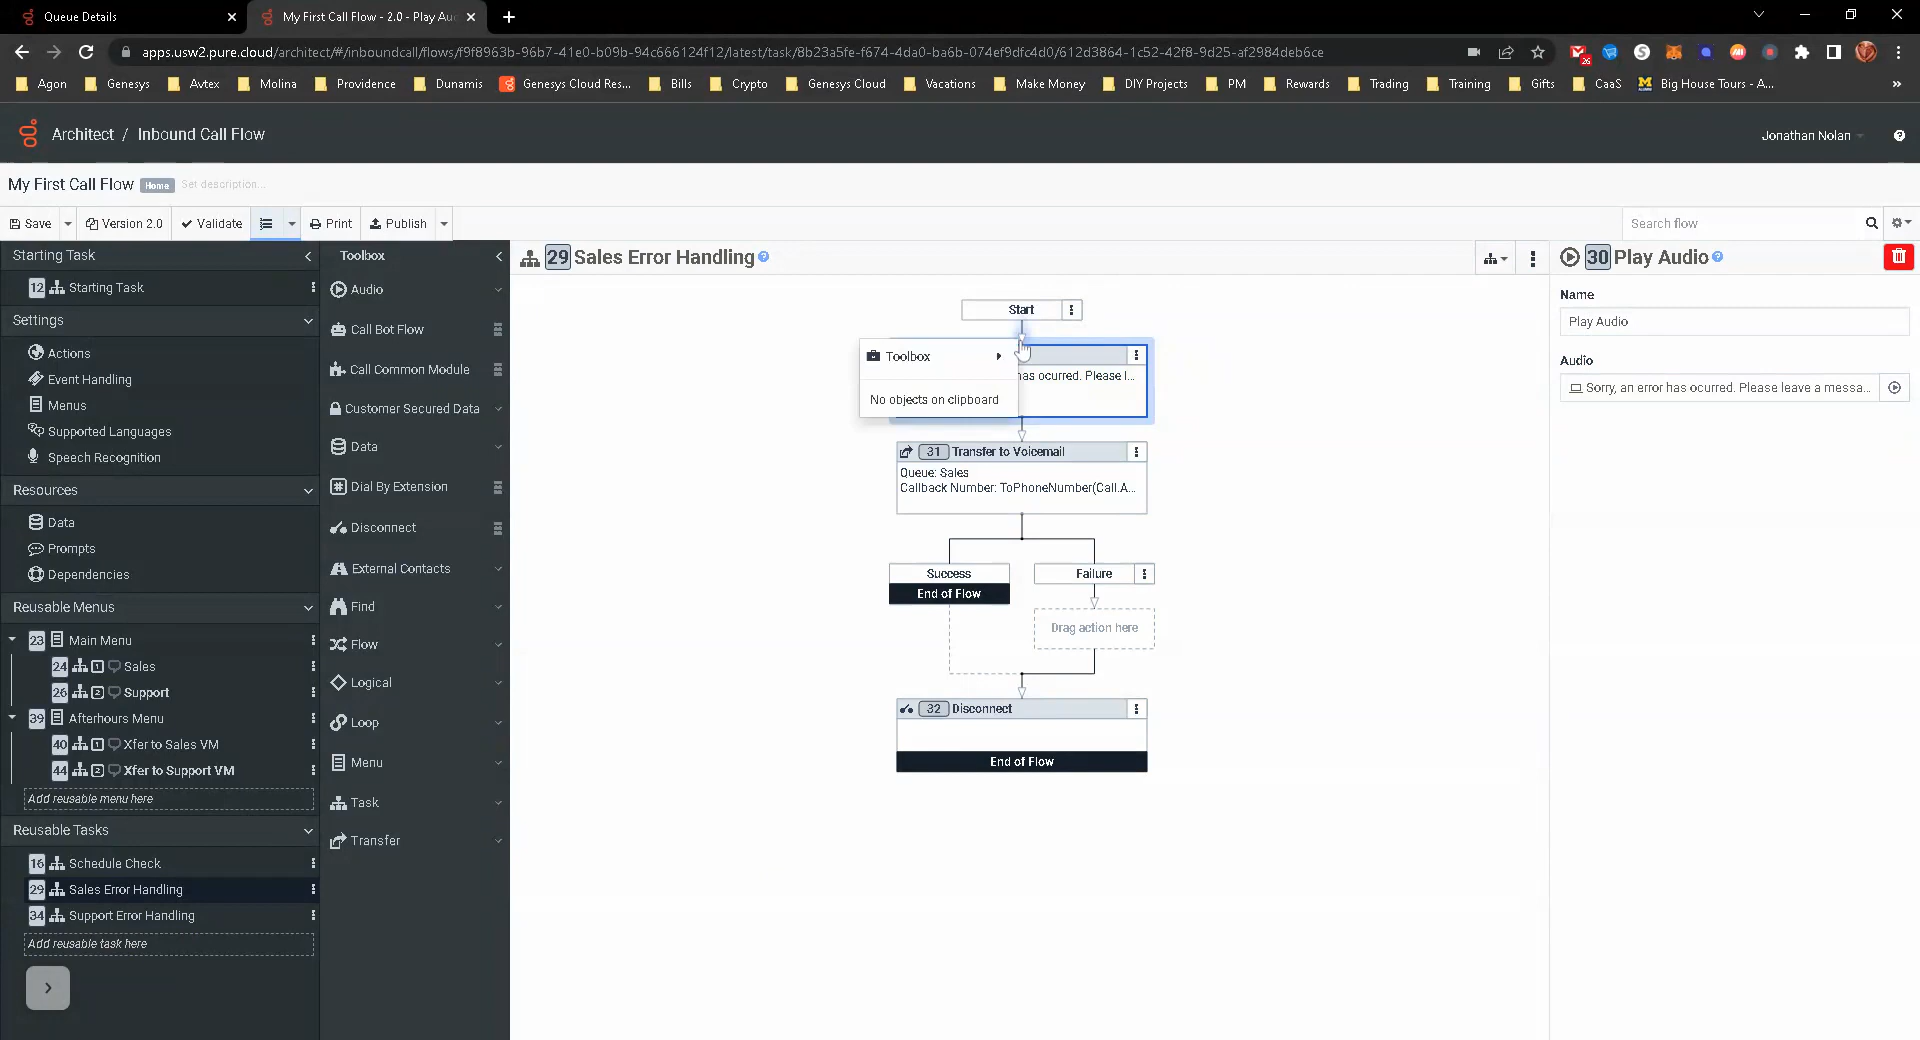 Queue Details
My First Call Flow - 2.0 - Play Au
apps.usw2.pure.cloud/architect/#/inboundcall/flows/f9f8963b-96b7-41e0-b09b-94c666124f12/latest/task/8b23a5fe-f674-4da0-ba6b-074ef9dfc4d0/612d3864-1c52-42f8-9d25-af2984deb6ce
26
Agon Genesys Avtex Molina Providence Dunamis Genesys Cloud Res... Bills Crypto Genesys Cloud Vacations Make Money DIY Projects PM Rewards Trading Training Gifts CaaS Big House Tours - A...
Architect / Inbound Call Flow
Jonathan Nolan
My First Call Flow Home Set description...
Save Version 2.0 Validate Print Publish
Search flow
Starting Task
12 Starting Task
Settings
Actions
Event Handling
Menus
Supported Languages
Speech Recognition
Resources
Data
Prompts
Dependencies
Reusable Menus
23 Main Menu
24 1 Sales
26 2 Support
39 Afterhours Menu
40 1 Xfer to Sales VM
44 2 Xfer to Support VM
Add reusable menu here
Reusable Tasks
16 Schedule Check
29 Sales Error Handling
34 Support Error Handling
Add reusable task here
Toolbox
Audio
Call Bot Flow
Call Common Module
Customer Secured Data
Data
Dial By Extension
Disconnect
External Contacts
Find
Flow
Logical
Loop
Menu
Task
Transfer
29 Sales Error Handling
Start
Toolbox
No objects on clipboard
has ocurred. Please l...
31 Transfer to Voicemail
Queue: Sales
Callback Number: ToPhoneNumber(Call.A...
Success
End of Flow
Failure
Drag action here
32 Disconnect
End of Flow
30 Play Audio
Name
Play Audio
Audio
Sorry, an error has ocurred. Please leave a messa...